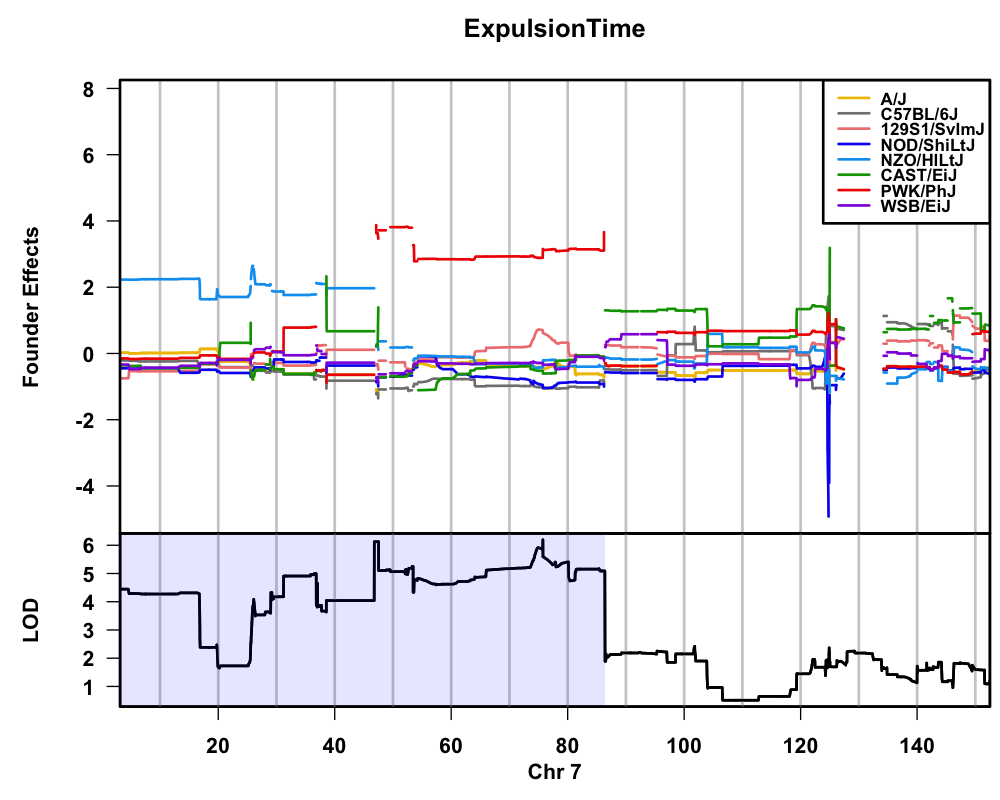 ExpulsionTime
8
6
4
2
0
-2
-4
Founder Effects
A/J
C57BL/6J
129S1/SvImJ
NOD/ShiLtJ
NZO/HlLtJ
CAST/EiJ
PWK/PhJ
WSB/EiJ
6
5
4
3
2
1
LOD
20 40 60 80 100 120 140
Chr 7